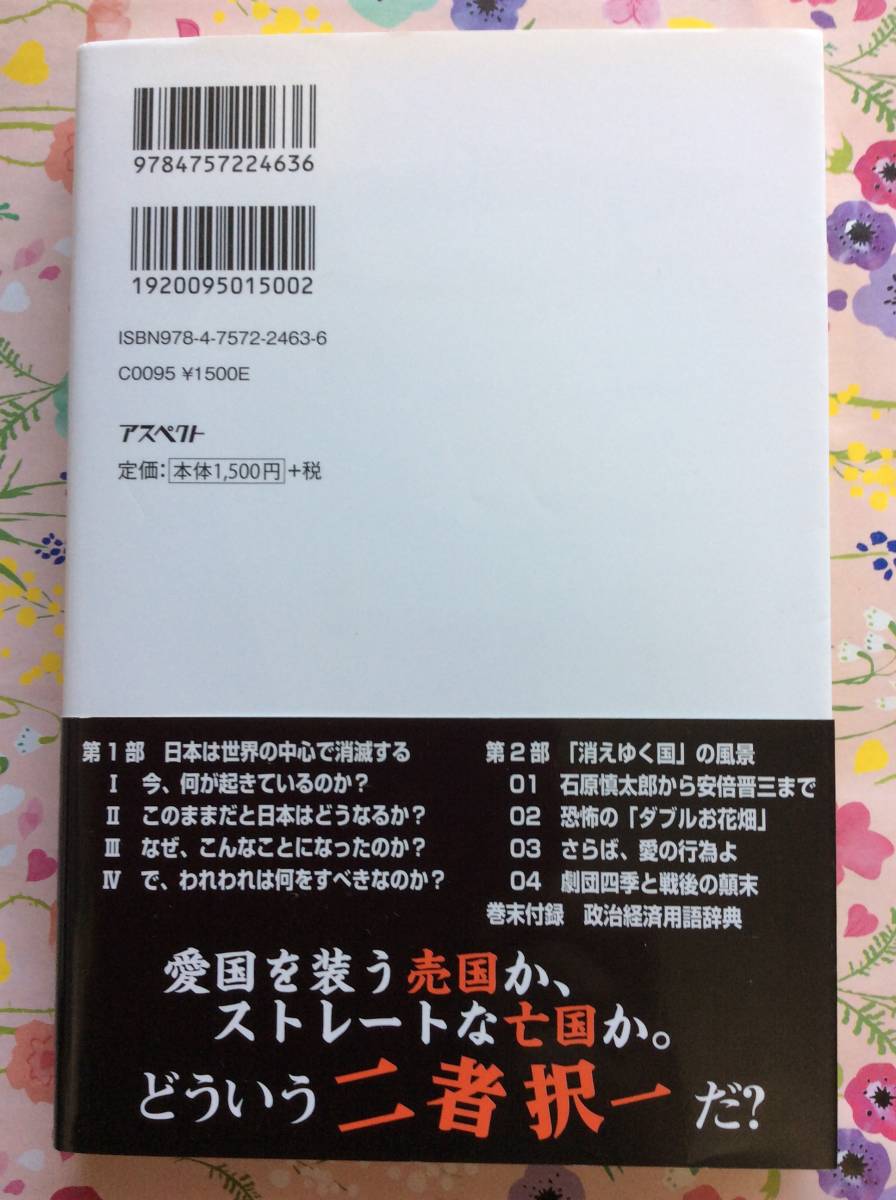 9784757224636
1920095015002
ISBN978-4-7572-2463-6
C0095 ¥1500E
アスペクト
定価：本体1,500円+税
第1部 日本は世界の中心で消滅する
Ⅰ 今、何が起きているのか？
Ⅱ このままだと日本はどうなるか？
Ⅲ なぜ、こんなことになったのか？
Ⅳ で、われわれは何をすべきなのか？
第2部 「消えゆく国」の風景
01 石原慎太郎から安倍晋三まで
02 恐怖の「ダブルお花畑」
03 さらば、愛の行為よ
04 劇団四季と戦後の顛末
巻末付録 政治経済用語辞典
愛国を装う売国か、
ストレートな亡国か。
どういう二者択一だ？